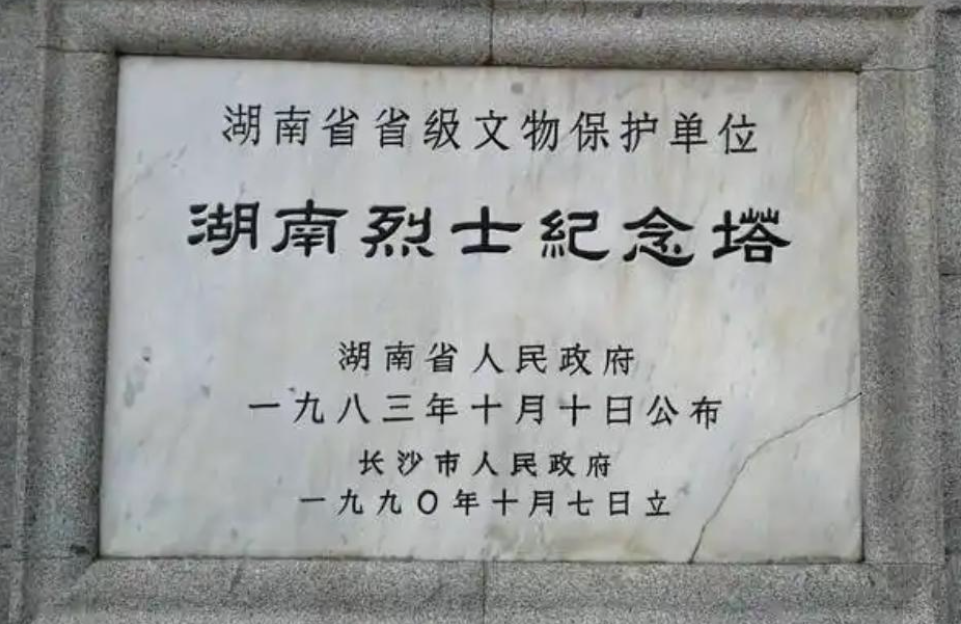 湖南省省级文物保护单位
湖南烈士紀念塔
湖南省人民政府
一九八三年十月十日公布
长沙市人民政府
一九九〇年十月七日立